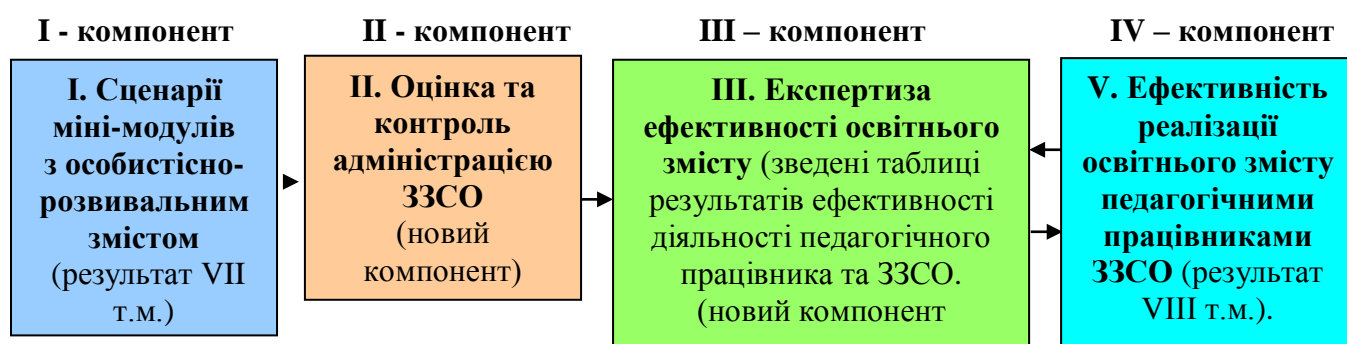 I - компонент
II - компонент
III – компонент
IV – компонент
I. Сценарії
міні-модулів
з особистісно-
розвивальним
змістом
(результат VII
т.м.)
II. Оцінка та
контроль
адміністрацією
ЗЗСО
(новий
компонент)
III. Експертиза
ефективності освітнього
змісту (зведені таблиці
результатів ефективності
діяльності педагогічного
працівника та ЗЗСО.
(новий компонент
V. Ефективність
реалізації
освітнього змісту
педагогічними
працівниками
ЗЗСО (результат
VIII т.м.).